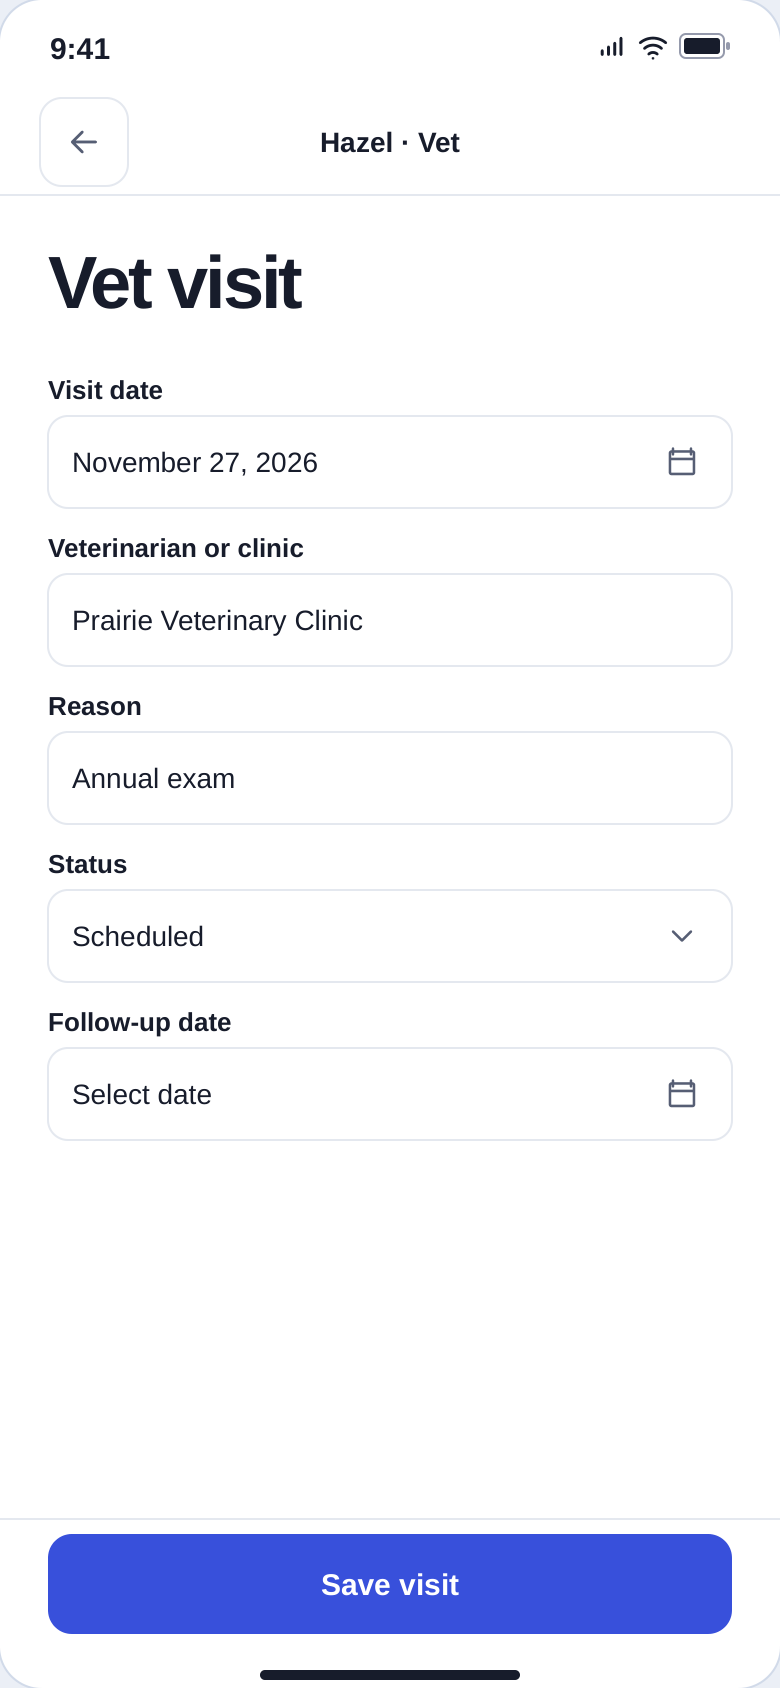 9:41
Hazel · Vet
Vet visit
Visit date
November 27, 2026
Veterinarian or clinic
Prairie Veterinary Clinic
Reason
Annual exam
Status
Scheduled
Follow-up date
Select date
Save visit